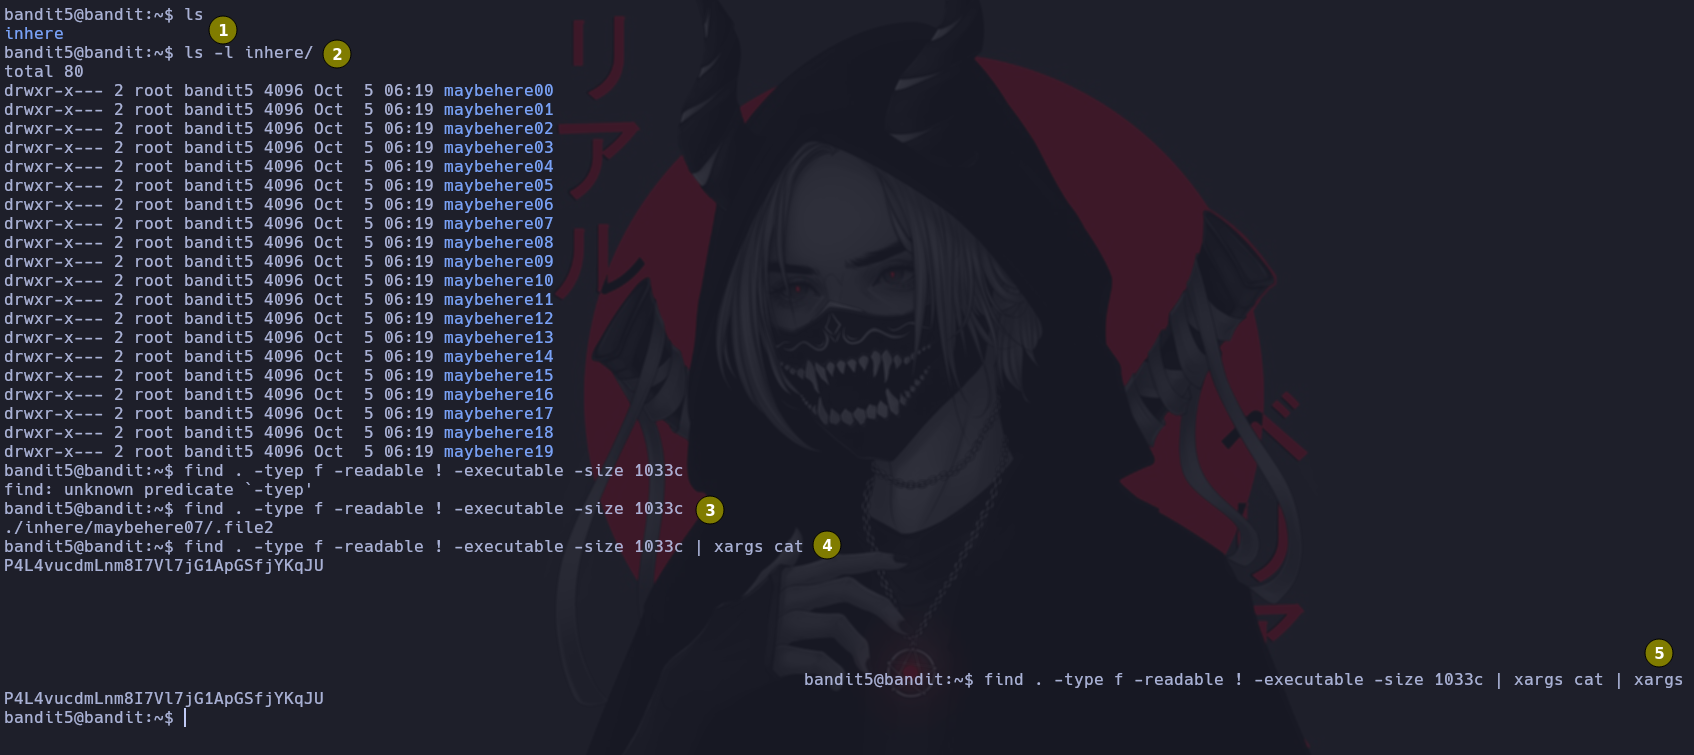 bandit5@bandit:~$ ls
1
inhere
bandit5@bandit:~$ ls -l inhere/ 2
total 80
drwxr-x--- 2 root bandit5 4096 Oct  5 06:19 maybehere00
drwxr-x--- 2 root bandit5 4096 Oct  5 06:19 maybehere01
drwxr-x--- 2 root bandit5 4096 Oct  5 06:19 maybehere02
drwxr-x--- 2 root bandit5 4096 Oct  5 06:19 maybehere03
drwxr-x--- 2 root bandit5 4096 Oct  5 06:19 maybehere04
drwxr-x--- 2 root bandit5 4096 Oct  5 06:19 maybehere05
drwxr-x--- 2 root bandit5 4096 Oct  5 06:19 maybehere06
drwxr-x--- 2 root bandit5 4096 Oct  5 06:19 maybehere07
drwxr-x--- 2 root bandit5 4096 Oct  5 06:19 maybehere08
drwxr-x--- 2 root bandit5 4096 Oct  5 06:19 maybehere09
drwxr-x--- 2 root bandit5 4096 Oct  5 06:19 maybehere10
drwxr-x--- 2 root bandit5 4096 Oct  5 06:19 maybehere11
drwxr-x--- 2 root bandit5 4096 Oct  5 06:19 maybehere12
drwxr-x--- 2 root bandit5 4096 Oct  5 06:19 maybehere13
drwxr-x--- 2 root bandit5 4096 Oct  5 06:19 maybehere14
drwxr-x--- 2 root bandit5 4096 Oct  5 06:19 maybehere15
drwxr-x--- 2 root bandit5 4096 Oct  5 06:19 maybehere16
drwxr-x--- 2 root bandit5 4096 Oct  5 06:19 maybehere17
drwxr-x--- 2 root bandit5 4096 Oct  5 06:19 maybehere18
drwxr-x--- 2 root bandit5 4096 Oct  5 06:19 maybehere19
bandit5@bandit:~$ find . -tyep f -readable ! -executable -size 1033c
find: unknown predicate `-tyep'
bandit5@bandit:~$ find . -type f -readable ! -executable -size 1033c 3
./inhere/maybehere07/.file2
bandit5@bandit:~$ find . -type f -readable ! -executable -size 1033c | xargs cat 4
P4L4vucdmLnm8I7Vl7jG1ApGSfjYKqJU
5
bandit5@bandit:~$ find . -type f -readable ! -executable -size 1033c | xargs cat | xargs
P4L4vucdmLnm8I7Vl7jG1ApGSfjYKqJU
bandit5@bandit:~$
リアル